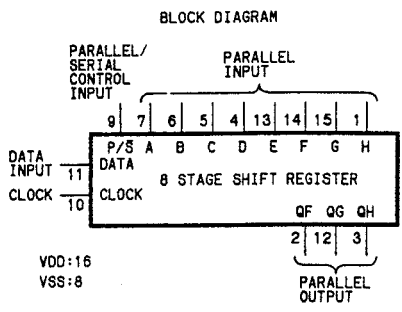 BLOCK DIAGRAM
PARALLEL/
SERIAL
CONTROL
INPUT
PARALLEL
INPUT
9 7 6 5 4 13 14 15 1
P/S̅ A B C D E F G H
DATA
INPUT
11
DATA
8 STAGE SHIFT REGISTER
CLOCK
10
CLOCK
QF QG QH
2 12 3
VDD:16
VSS:8
PARALLEL
OUTPUT